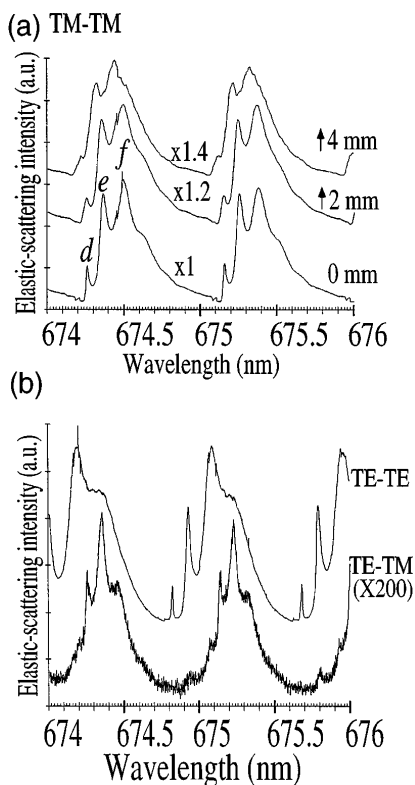 (a) TM-TM
Elastic-scattering intensity (a.u.)
x1.4
↑4 mm
f
x1.2
↑2 mm
e
d
x1
0 mm
674 674.5 675 675.5 676
Wavelength (nm)
(b)
Elastic-scattering intensity (a.u.)
TE-TE
TE-TM
(X200)
674 674.5 675 675.5 676
Wavelength (nm)